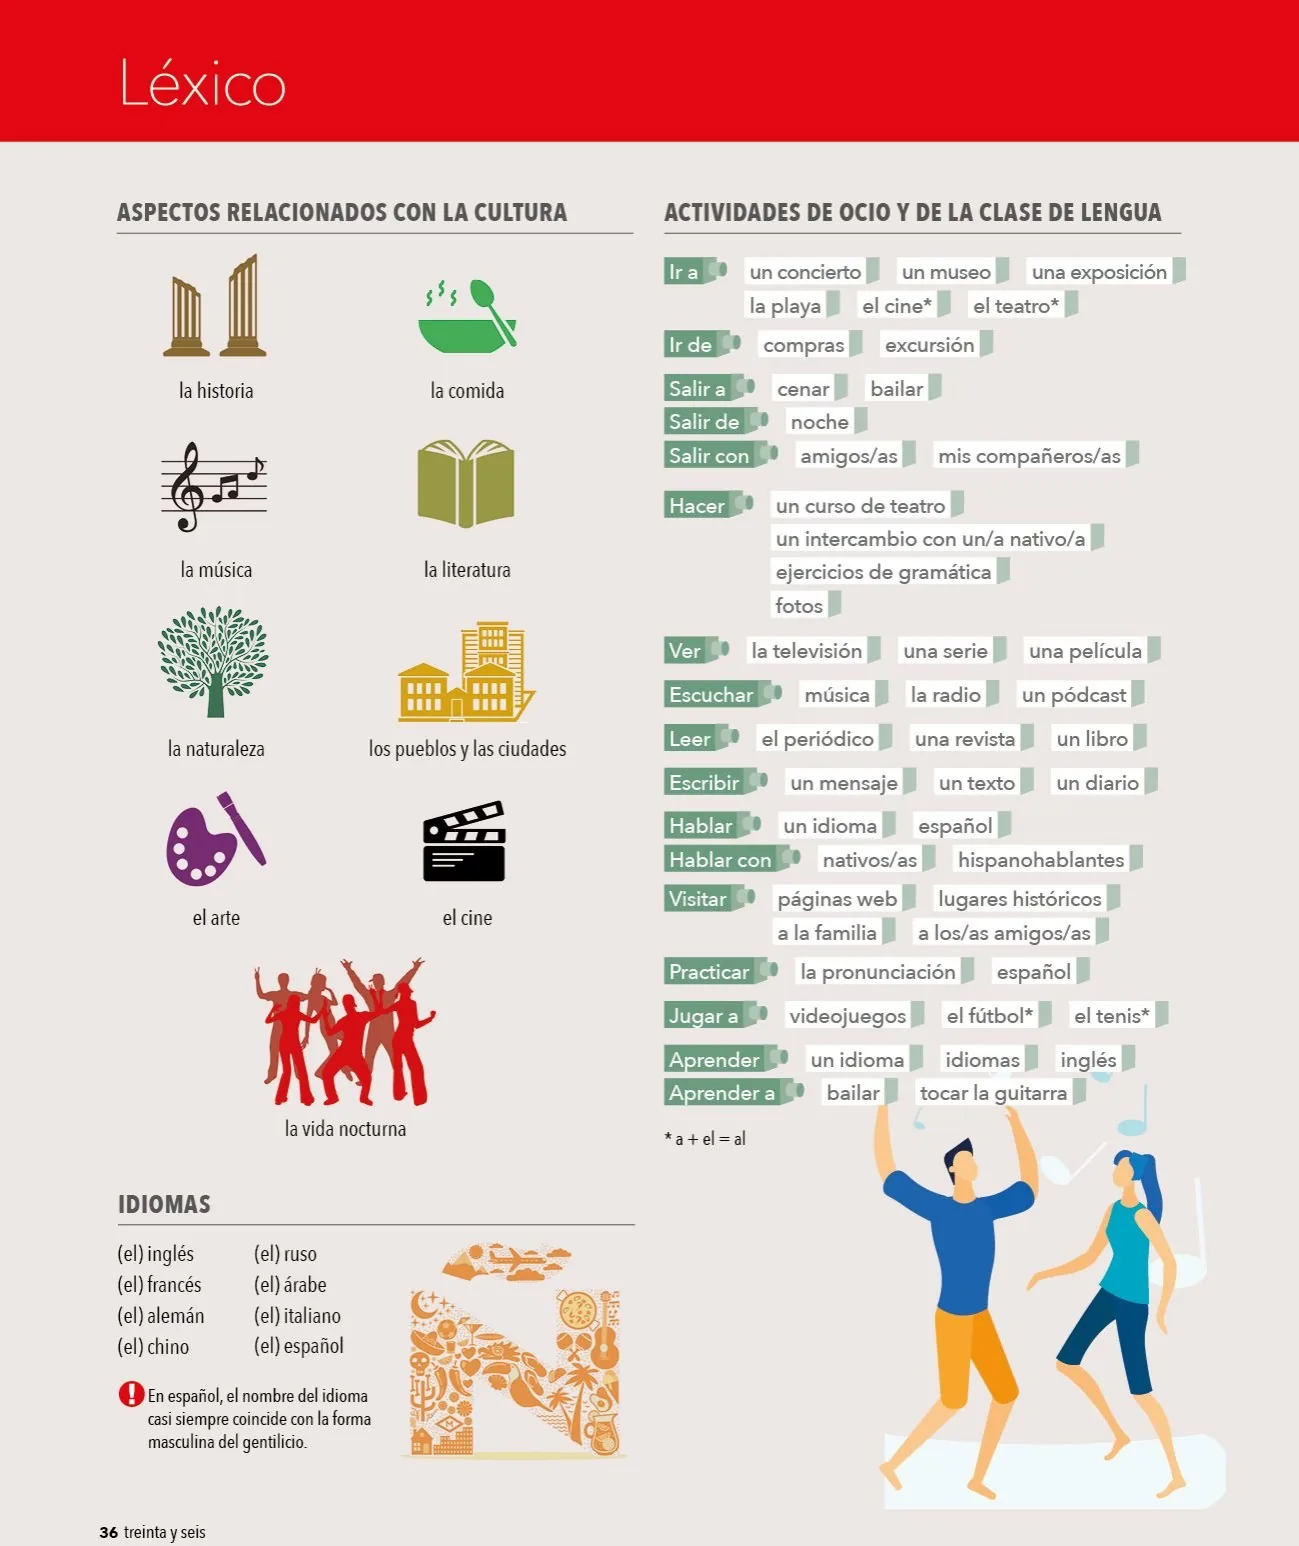 Léxico
ASPECTOS RELACIONADOS CON LA CULTURA
la historia
la comida
la música
la literatura
la naturaleza
los pueblos y las ciudades
el arte
el cine
la vida nocturna
IDIOMAS
(el) inglés
(el) francés
(el) alemán
(el) chino
(el) ruso
(el) árabe
(el) italiano
(el) español
! En español, el nombre del idioma
casi siempre coincide con la forma
masculina del gentilicio.
ACTIVIDADES DE OCIO Y DE LA CLASE DE LENGUA
Ir a un concierto un museo una exposición
la playa el cine* el teatro*
Ir de compras excursión
Salir a cenar bailar
Salir de noche
Salir con amigos/as mis compañeros/as
Hacer un curso de teatro
un intercambio con un/a nativo/a
ejercicios de gramática
fotos
Ver la televisión una serie una película
Escuchar música la radio un pódcast
Leer el periódico una revista un libro
Escribir un mensaje un texto un diario
Hablar un idioma español
Hablar con nativos/as hispanohablantes
Visitar páginas web lugares históricos
a la familia a los/as amigos/as
Practicar la pronunciación español
Jugar a videojuegos el fútbol* el tenis*
Aprender un idioma idiomas inglés
Aprender a bailar tocar la guitarra
* a + el = al
36 treinta y seis